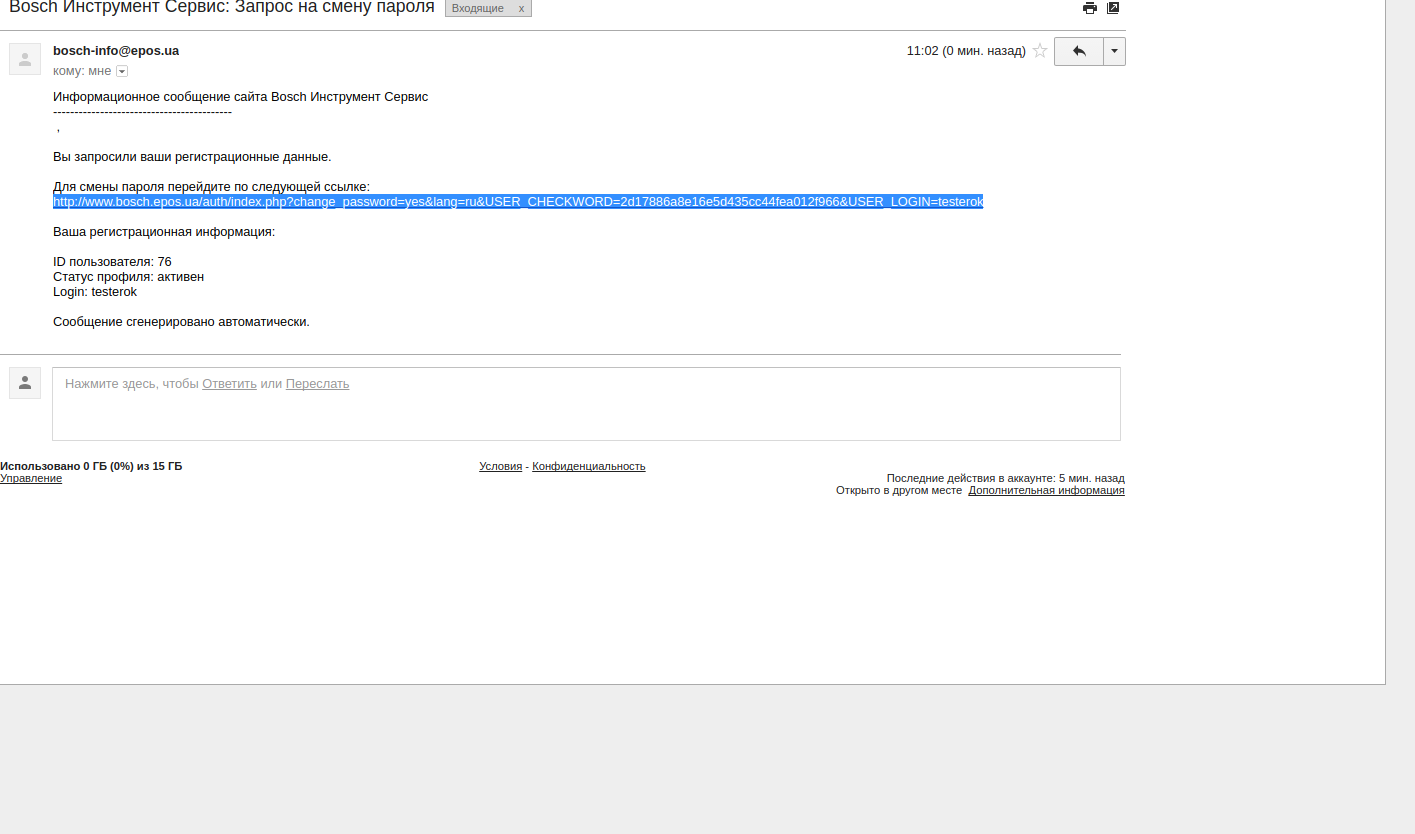 Bosch Инструмент Сервис: Запрос на смену пароля Входящие x
bosch-info@epos.ua 11:02 (0 мин. назад)
кому: мне
Информационное сообщение сайта Bosch Инструмент Сервис
------------------------------------------
,
Вы запросили ваши регистрационные данные.
Для смены пароля перейдите по следующей ссылке:
http://www.bosch.epos.ua/auth/index.php?change_password=yes&lang=ru&USER_CHECKWORD=2d17886a8e16e5d435cc44fea012f966&USER_LOGIN=testerok
Ваша регистрационная информация:
ID пользователя: 76
Статус профиля: активен
Login: testerok
Сообщение сгенерировано автоматически.
Нажмите здесь, чтобы Ответить или Переслать
Использовано 0 ГБ (0%) из 15 ГБ
Управление
Условия - Конфиденциальность
Последние действия в аккаунте: 5 мин. назад
Открыто в другом месте Дополнительная информация